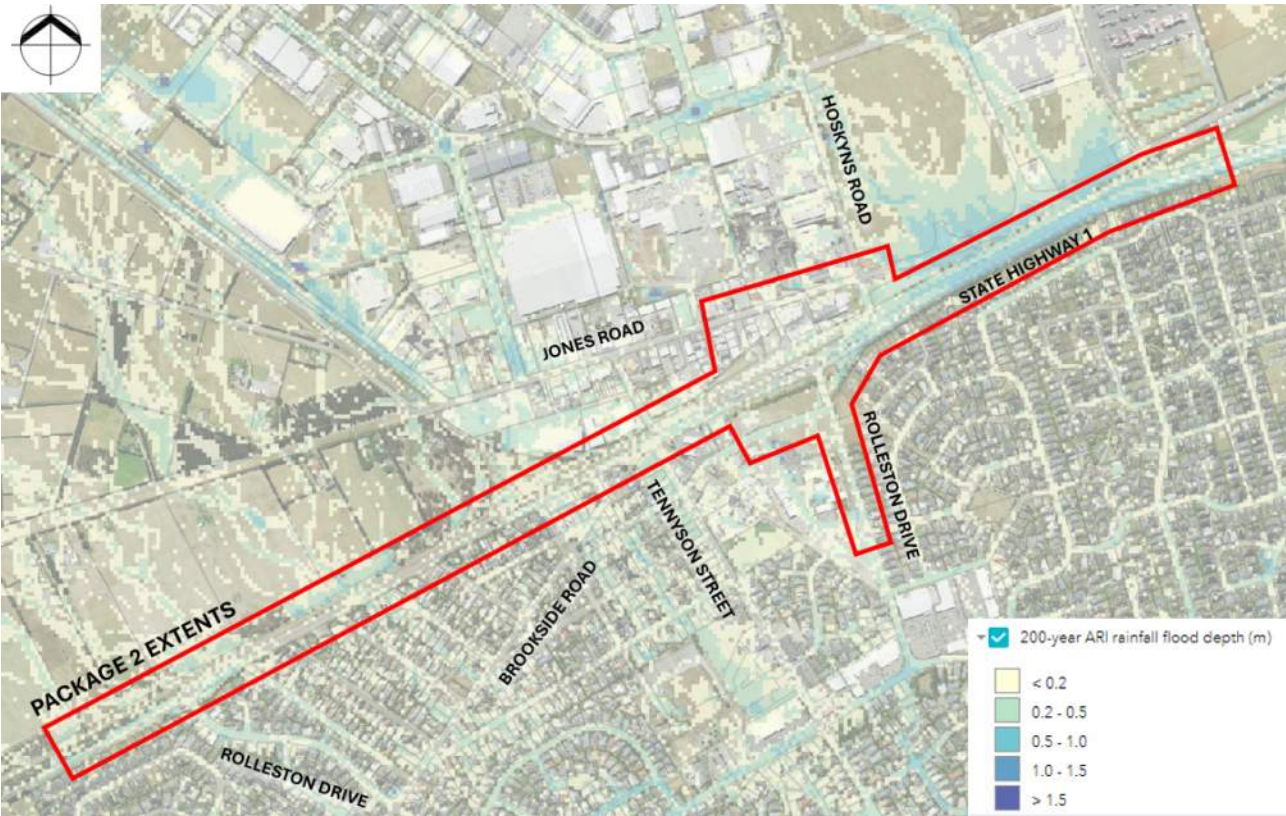 HOSKYNS ROAD
STATE HIGHWAY 1
JONES ROAD
ROLLESTON DRIVE
TENNYSON STREET
BROOKSIDE ROAD
PACKAGE 2 EXTENTS
ROLLESTON DRIVE
200-year ARI rainfall flood depth (m)
< 0.2
0.2 - 0.5
0.5 - 1.0
1.0 - 1.5
> 1.5